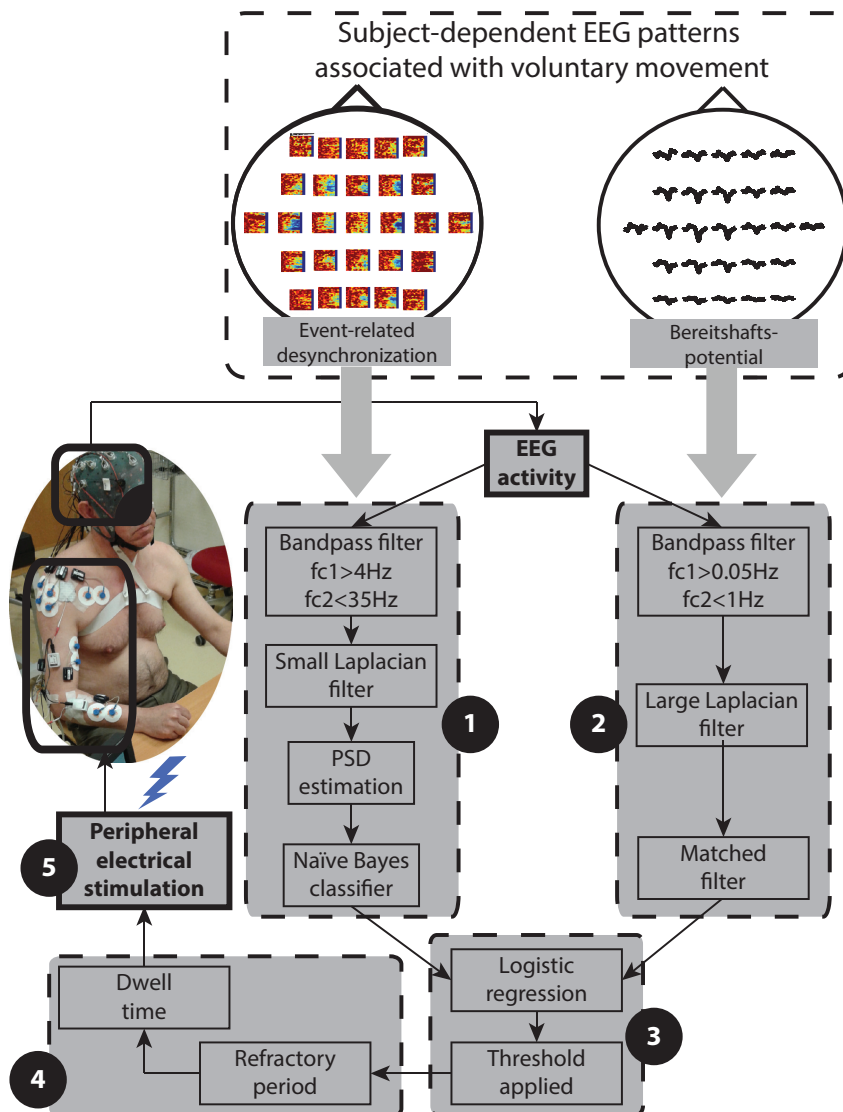 Subject-dependent EEG patterns
associated with voluntary movement
Event-related
desynchronization
Bereitshafts-
potential
EEG
activity
Bandpass filter
fc1>4Hz
fc2<35Hz
Small Laplacian
filter
PSD
estimation
Naïve Bayes
classifier
1
Bandpass filter
fc1>0.05Hz
fc2<1Hz
Large Laplacian
filter
Matched
filter
2
Logistic
regression
Threshold
applied
3
Refractory
period
Dwell
time
4
Peripheral
electrical
stimulation
5